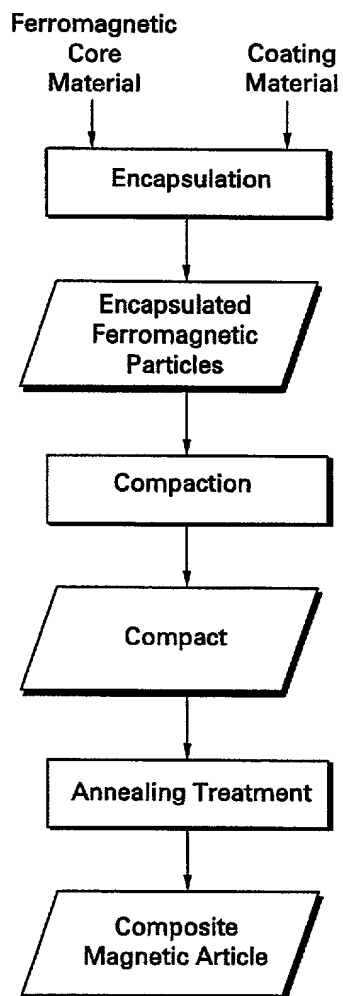 Ferromagnetic
Core
Material
Coating
Material
Encapsulation
Encapsulated
Ferromagnetic
Particles
Compaction
Compact
Annealing Treatment
Composite
Magnetic Article